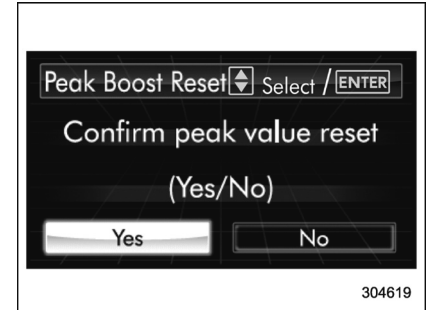 Peak Boost Reset Select / ENTER
Confirm peak value reset
(Yes/No)
Yes No
304619